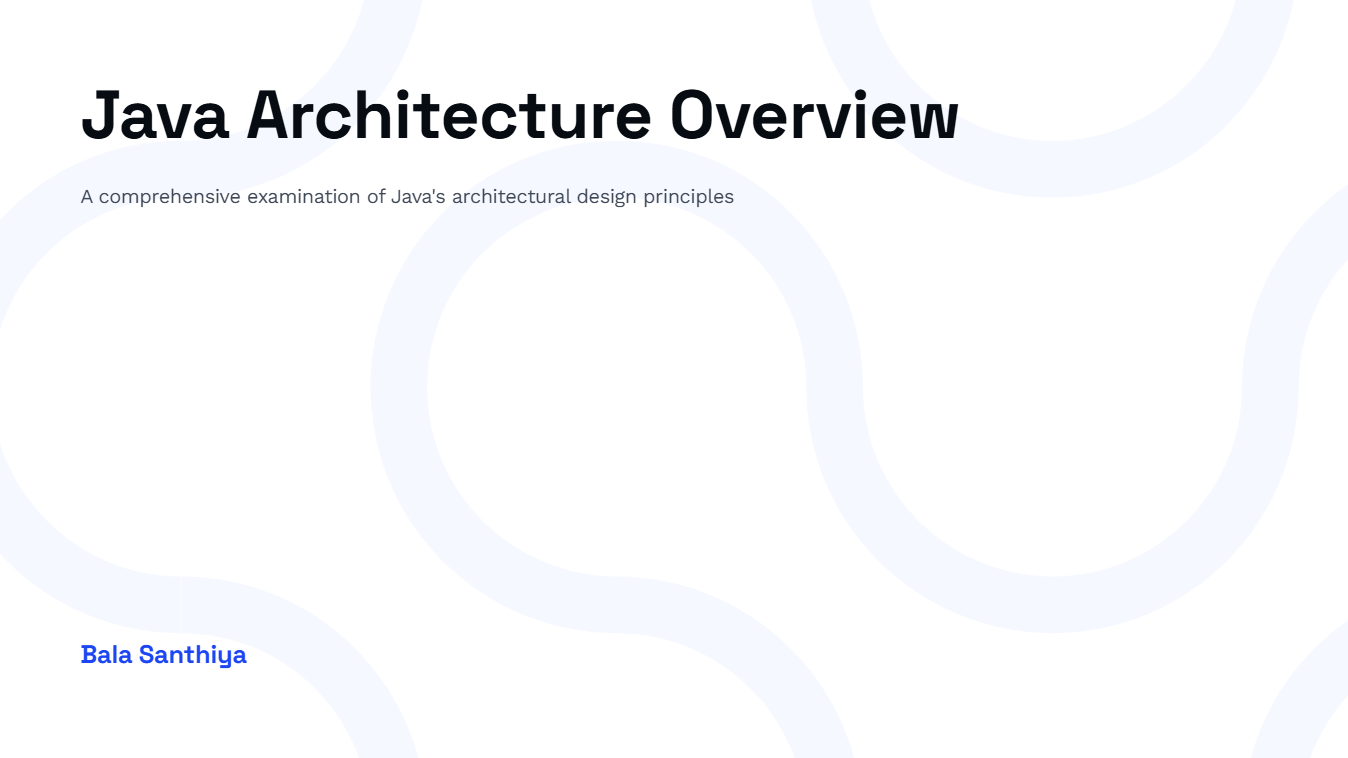 Java Architecture Overview
A comprehensive examination of Java's architectural design principles
Bala Santhiya